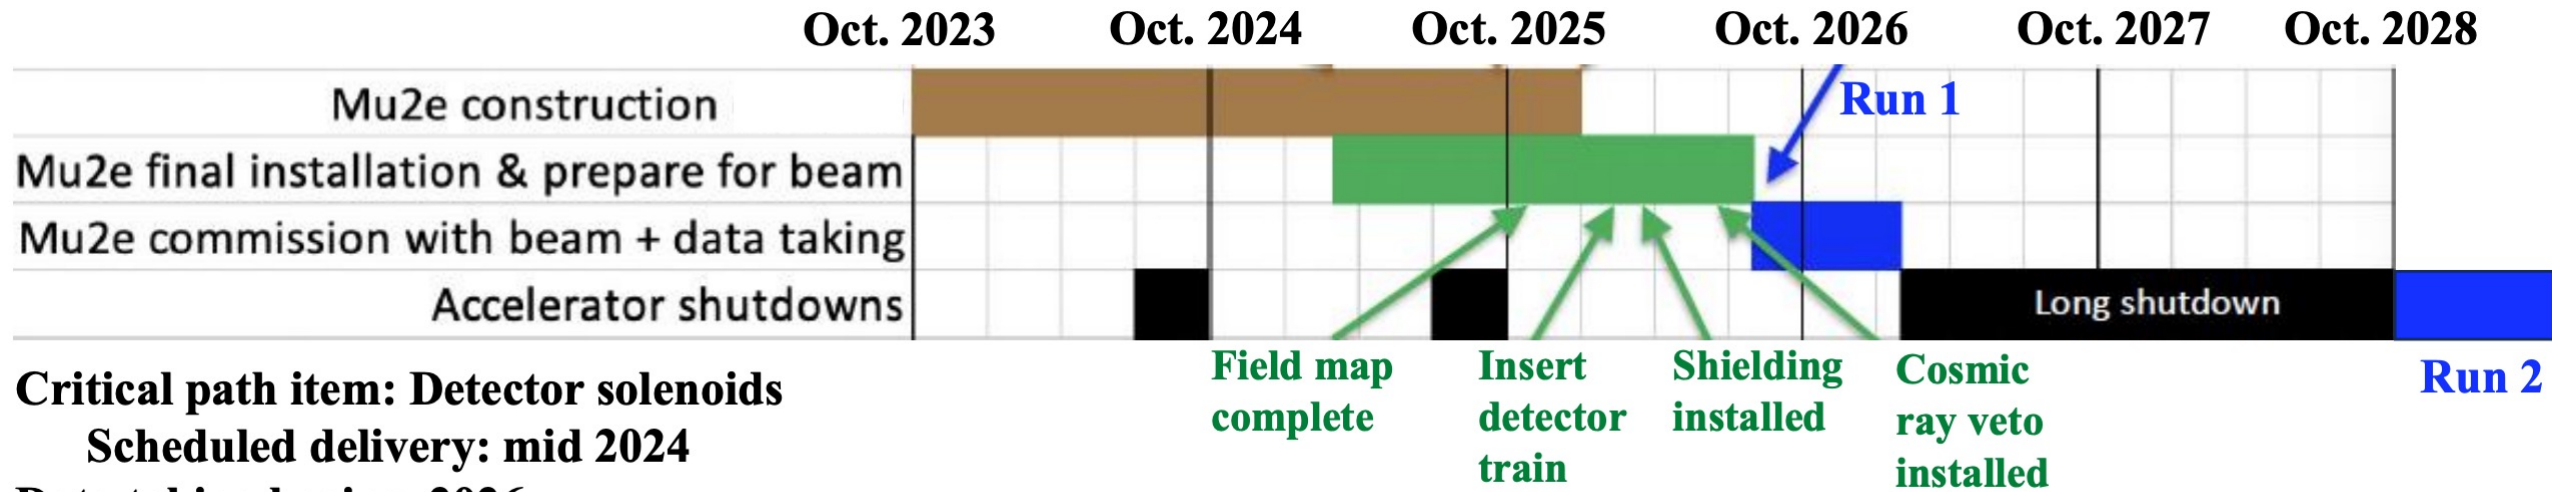 Oct. 2023 Oct. 2024 Oct. 2025 Oct. 2026 Oct. 2027 Oct. 2028
Mu2e construction
Run 1
Mu2e final installation & prepare for beam
Mu2e commission with beam + data taking
Accelerator shutdowns
Long shutdown
Field map
complete
Insert
detector
train
Shielding
installed
Cosmic
ray veto
installed
Run 2
Critical path item: Detector solenoids
Scheduled delivery: mid 2024